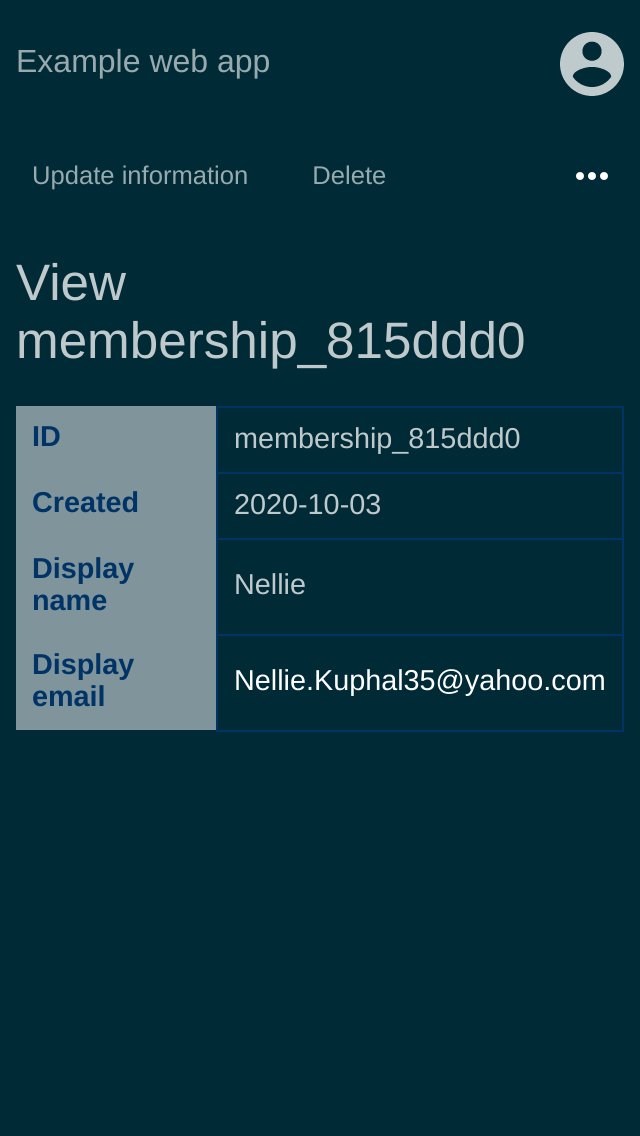 Example web app
Update information Delete
View
membership_815ddd0
ID membership_815ddd0
Created 2020-10-03
Display
name
Nellie
Display
email
Nellie.Kuphal35@yahoo.com